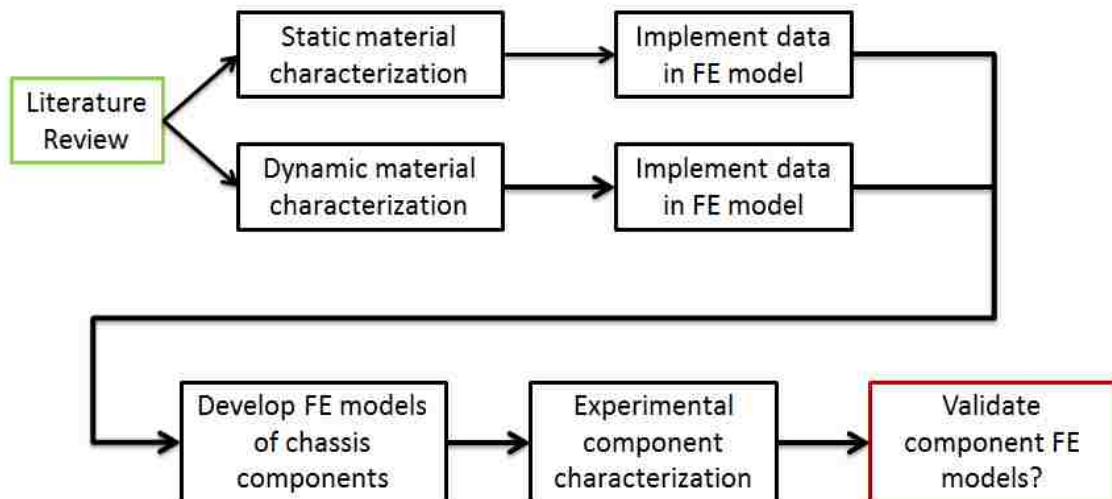 Literature
Review
Static material
characterization
Implement data
in FE model
Dynamic material
characterization
Implement data
in FE model
Develop FE models
of chassis
components
Experimental
component
characterization
Validate
component FE
models?